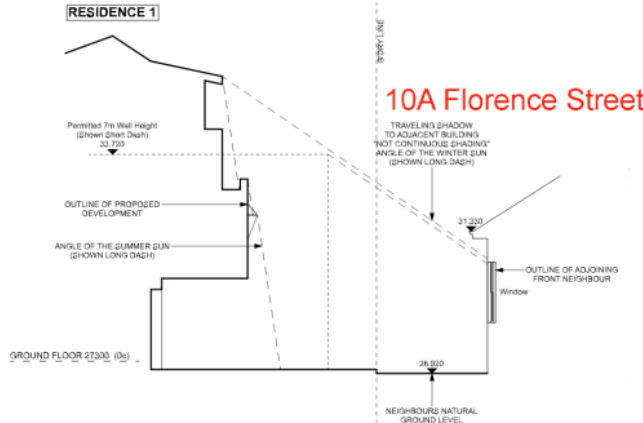 RESIDENCE 1
B'DRY LINE
10A Florence Street
Permitted 7m Wall Height
(Shown Short Dash)
33.720
TRAVELING SHADOW
TO ADJACENT BUILDING
"NOT CONTINUOUS SHADING"
ANGLE OF THE WINTER SUN
(SHOWN LONG DASH)
OUTLINE OF PROPOSED
DEVELOPMENT
31.330
ANGLE OF THE SUMMER SUN
(SHOWN LONG DASH)
OUTLINE OF ADJOINING
FRONT NEIGHBOUR
Window
GROUND FLOOR 27300 (0c)
26.920
NEIGHBOURS NATURAL
GROUND LEVEL